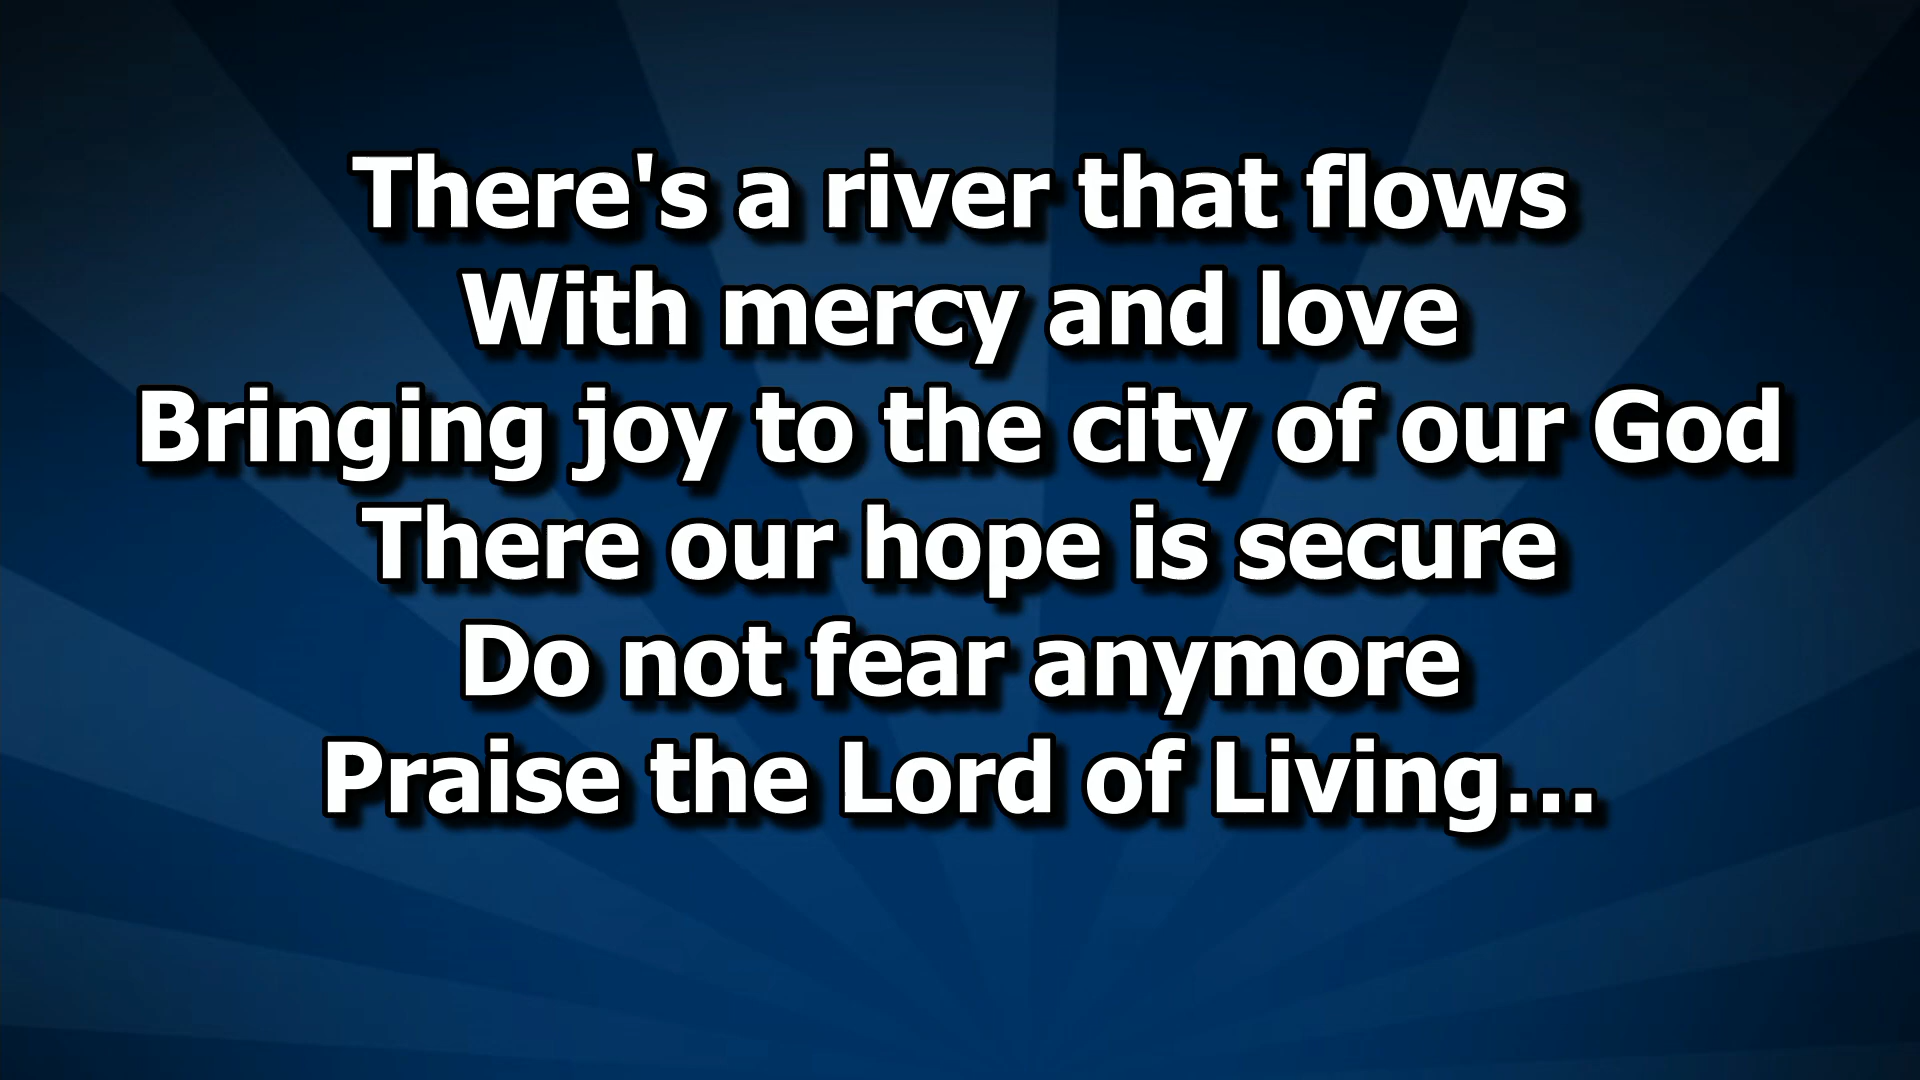 There's a river that flows
With mercy and love
Bringing joy to the city of our God
There our hope is secure
Do not fear anymore
Praise the Lord of Living...